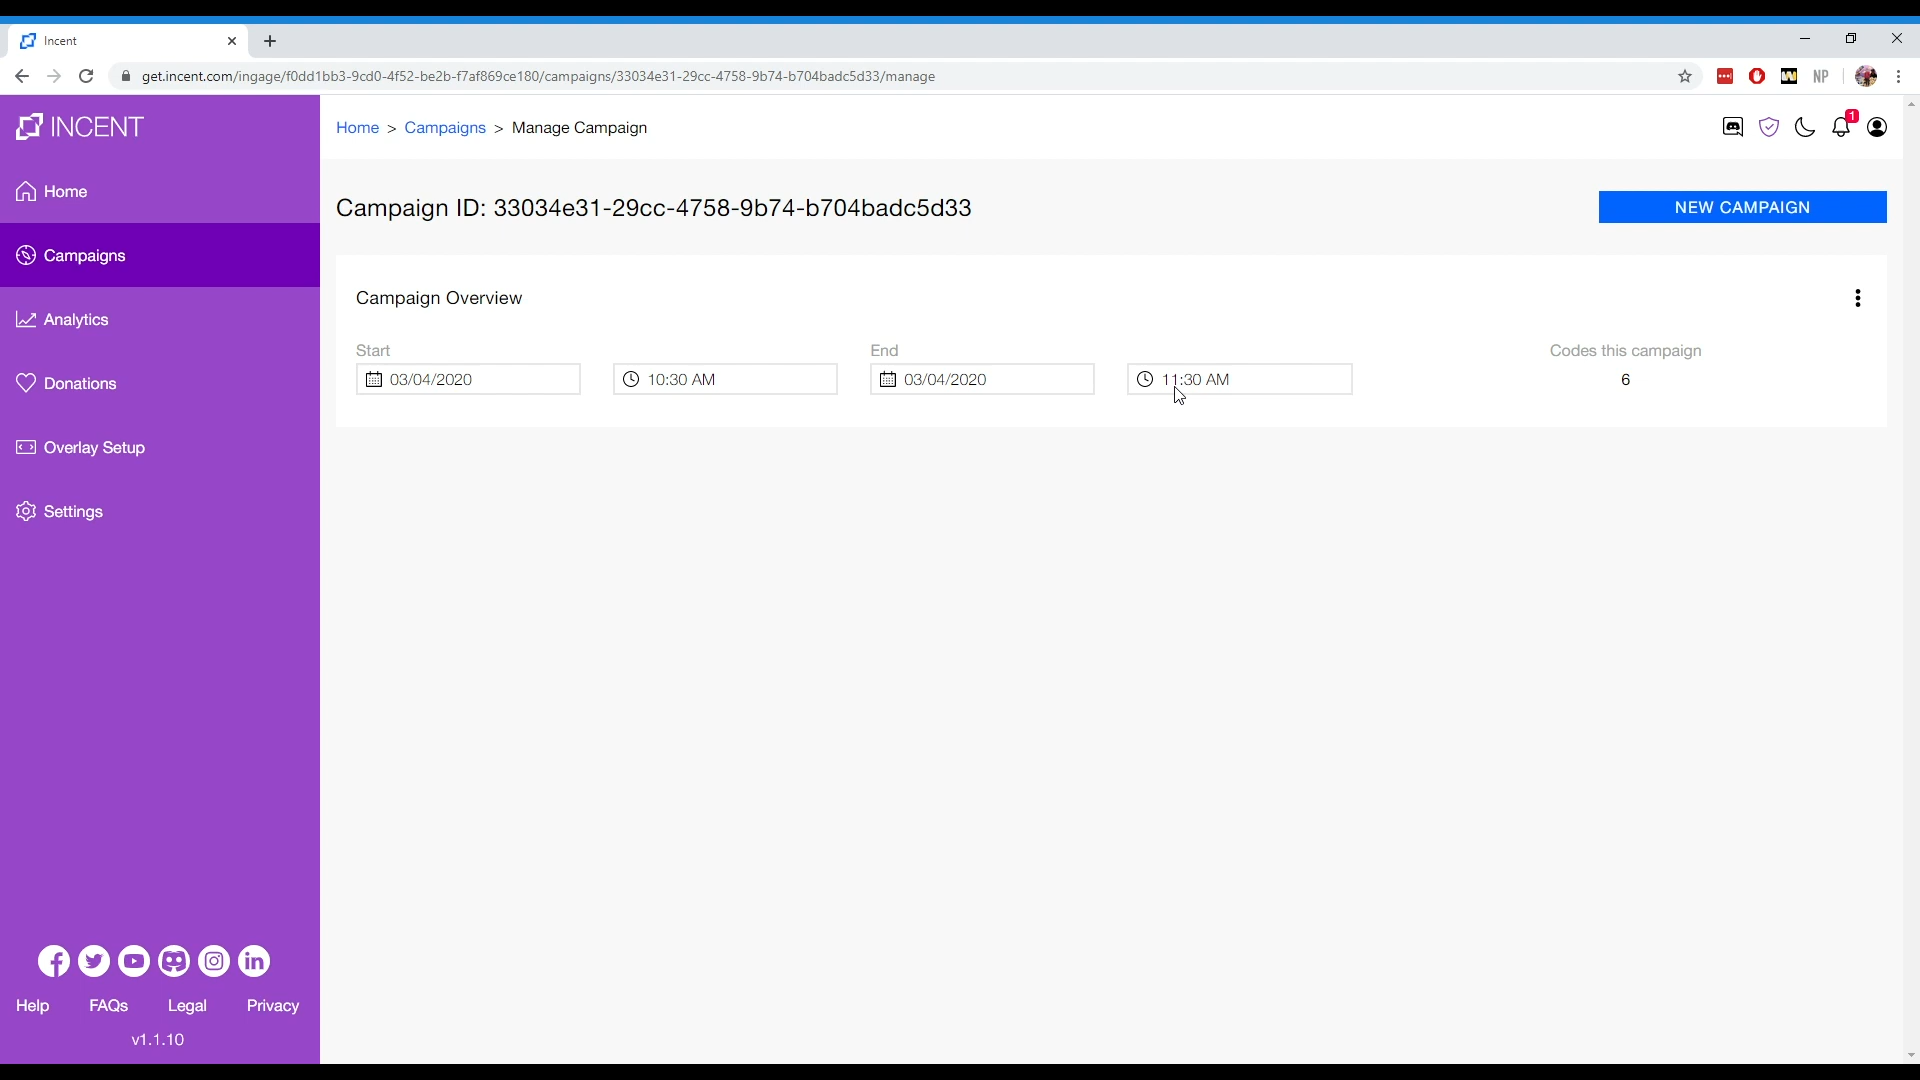 Incent
get.incent.com/ingage/f0dd1bb3-9cd0-4f52-be2b-f7af869ce180/campaigns/33034e31-29cc-4758-9b74-b704badc5d33/manage
NP
INCENT
Home > Campaigns > Manage Campaign
1
Home
Campaigns
Analytics
Donations
Overlay Setup
Settings
Campaign ID: 33034e31-29cc-4758-9b74-b704badc5d33
NEW CAMPAIGN
Campaign Overview
Start
End
Codes this campaign
03/04/2020
10:30 AM
03/04/2020
11:30 AM
6
Help
FAQs
Legal
Privacy
v1.1.10